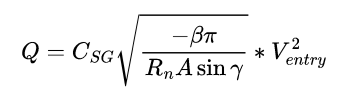 Q = C_{SG} \sqrt{\frac{-\beta\pi}{R_n A \sin \gamma}} * V_{entry}^2